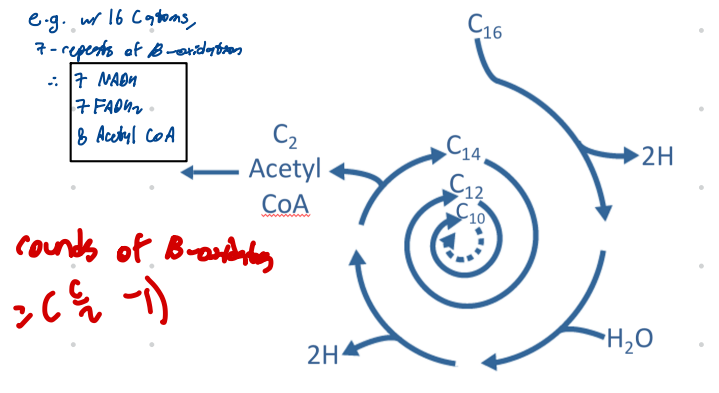 e.g. w/ 16 C atoms,
7 - repeats of B-oxidation
∴ 7 NADH
7 FADH₂
8 Acetyl CoA
C₁₆
2H
C₂
Acetyl
CoA
C₁₄
C₁₂
C₁₀
rounds of B-oxidation
= (C/2 -1)
2H
H₂O